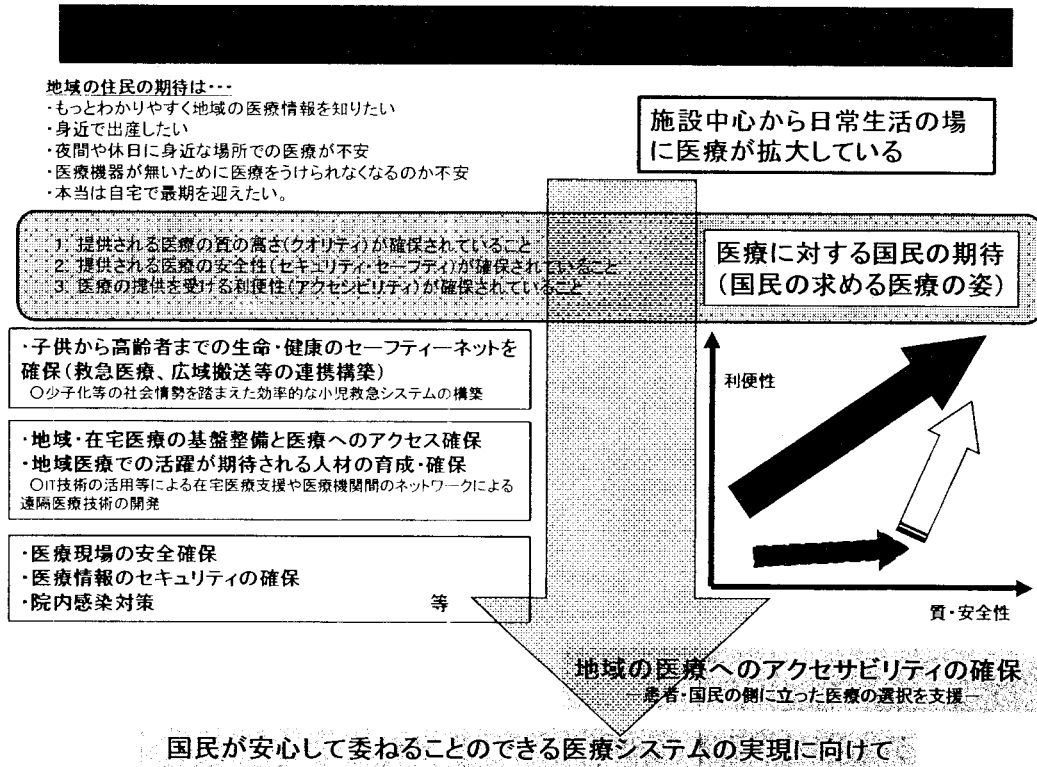 地域の住民の期待は･･･
・もっとわかりやすく地域の医療情報を知りたい
・身近で出産したい
・夜間や休日に身近な場所での医療が不安
・医療機器が無いために医療をうけられなくなるのか不安
・本当は自宅で最期を迎えたい。
施設中心から日常生活の場
に医療が拡大している
1. 提供される医療の質の高さ(クオリティ)が確保されていること
2. 提供される医療の安全性(セキュリティ・セーフティ)が確保されていること
3. 医療の提供を受ける利便性(アクセシビリティ)が確保されていること
医療に対する国民の期待
(国民の求める医療の姿)
・子供から高齢者までの生命・健康のセーフティーネットを
確保(救急医療、広域搬送等の連携構築)
○少子化等の社会情勢を踏まえた効率的な小児救急システムの構築
・地域・在宅医療の基盤整備と医療へのアクセス確保
・地域医療での活躍が期待される人材の育成・確保
○IT技術の活用等による在宅医療支援や医療機関間のネットワークによる
遠隔医療技術の開発
・医療現場の安全確保
・医療情報のセキュリティの確保
・院内感染対策 等
利便性
質・安全性
地域の医療へのアクセサビリティの確保
―患者・国民の側に立った医療の選択を支援―
国民が安心して委ねることのできる医療システムの実現に向けて